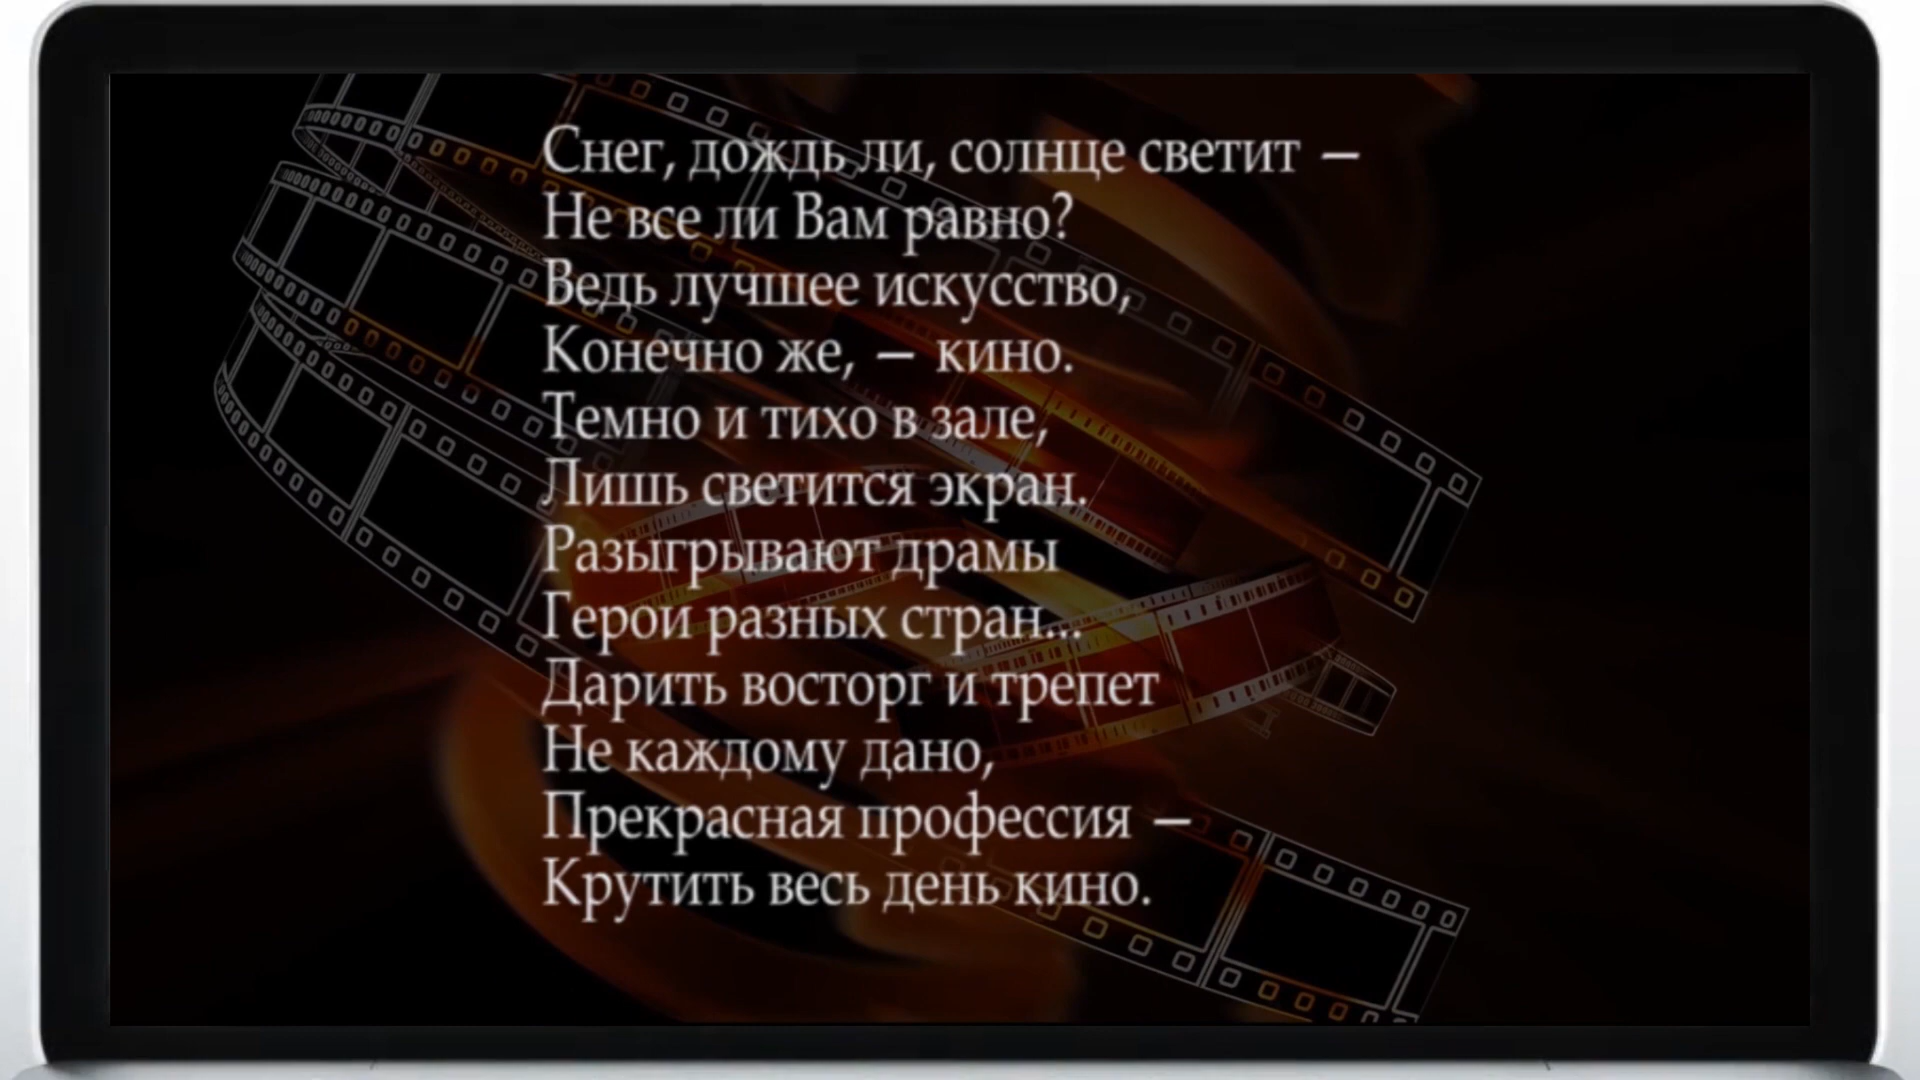 Снег, дождь ли, солнце светит –
Не все ли Вам равно?
Ведь лучшее искусство,
Конечно же, – кино.
Темно и тихо в зале,
Лишь светится экран.
Разыгрывают драмы
Герои разных стран...
Дарить восторг и трепет
Не каждому дано,
Прекрасная профессия –
Крутить весь день кино.